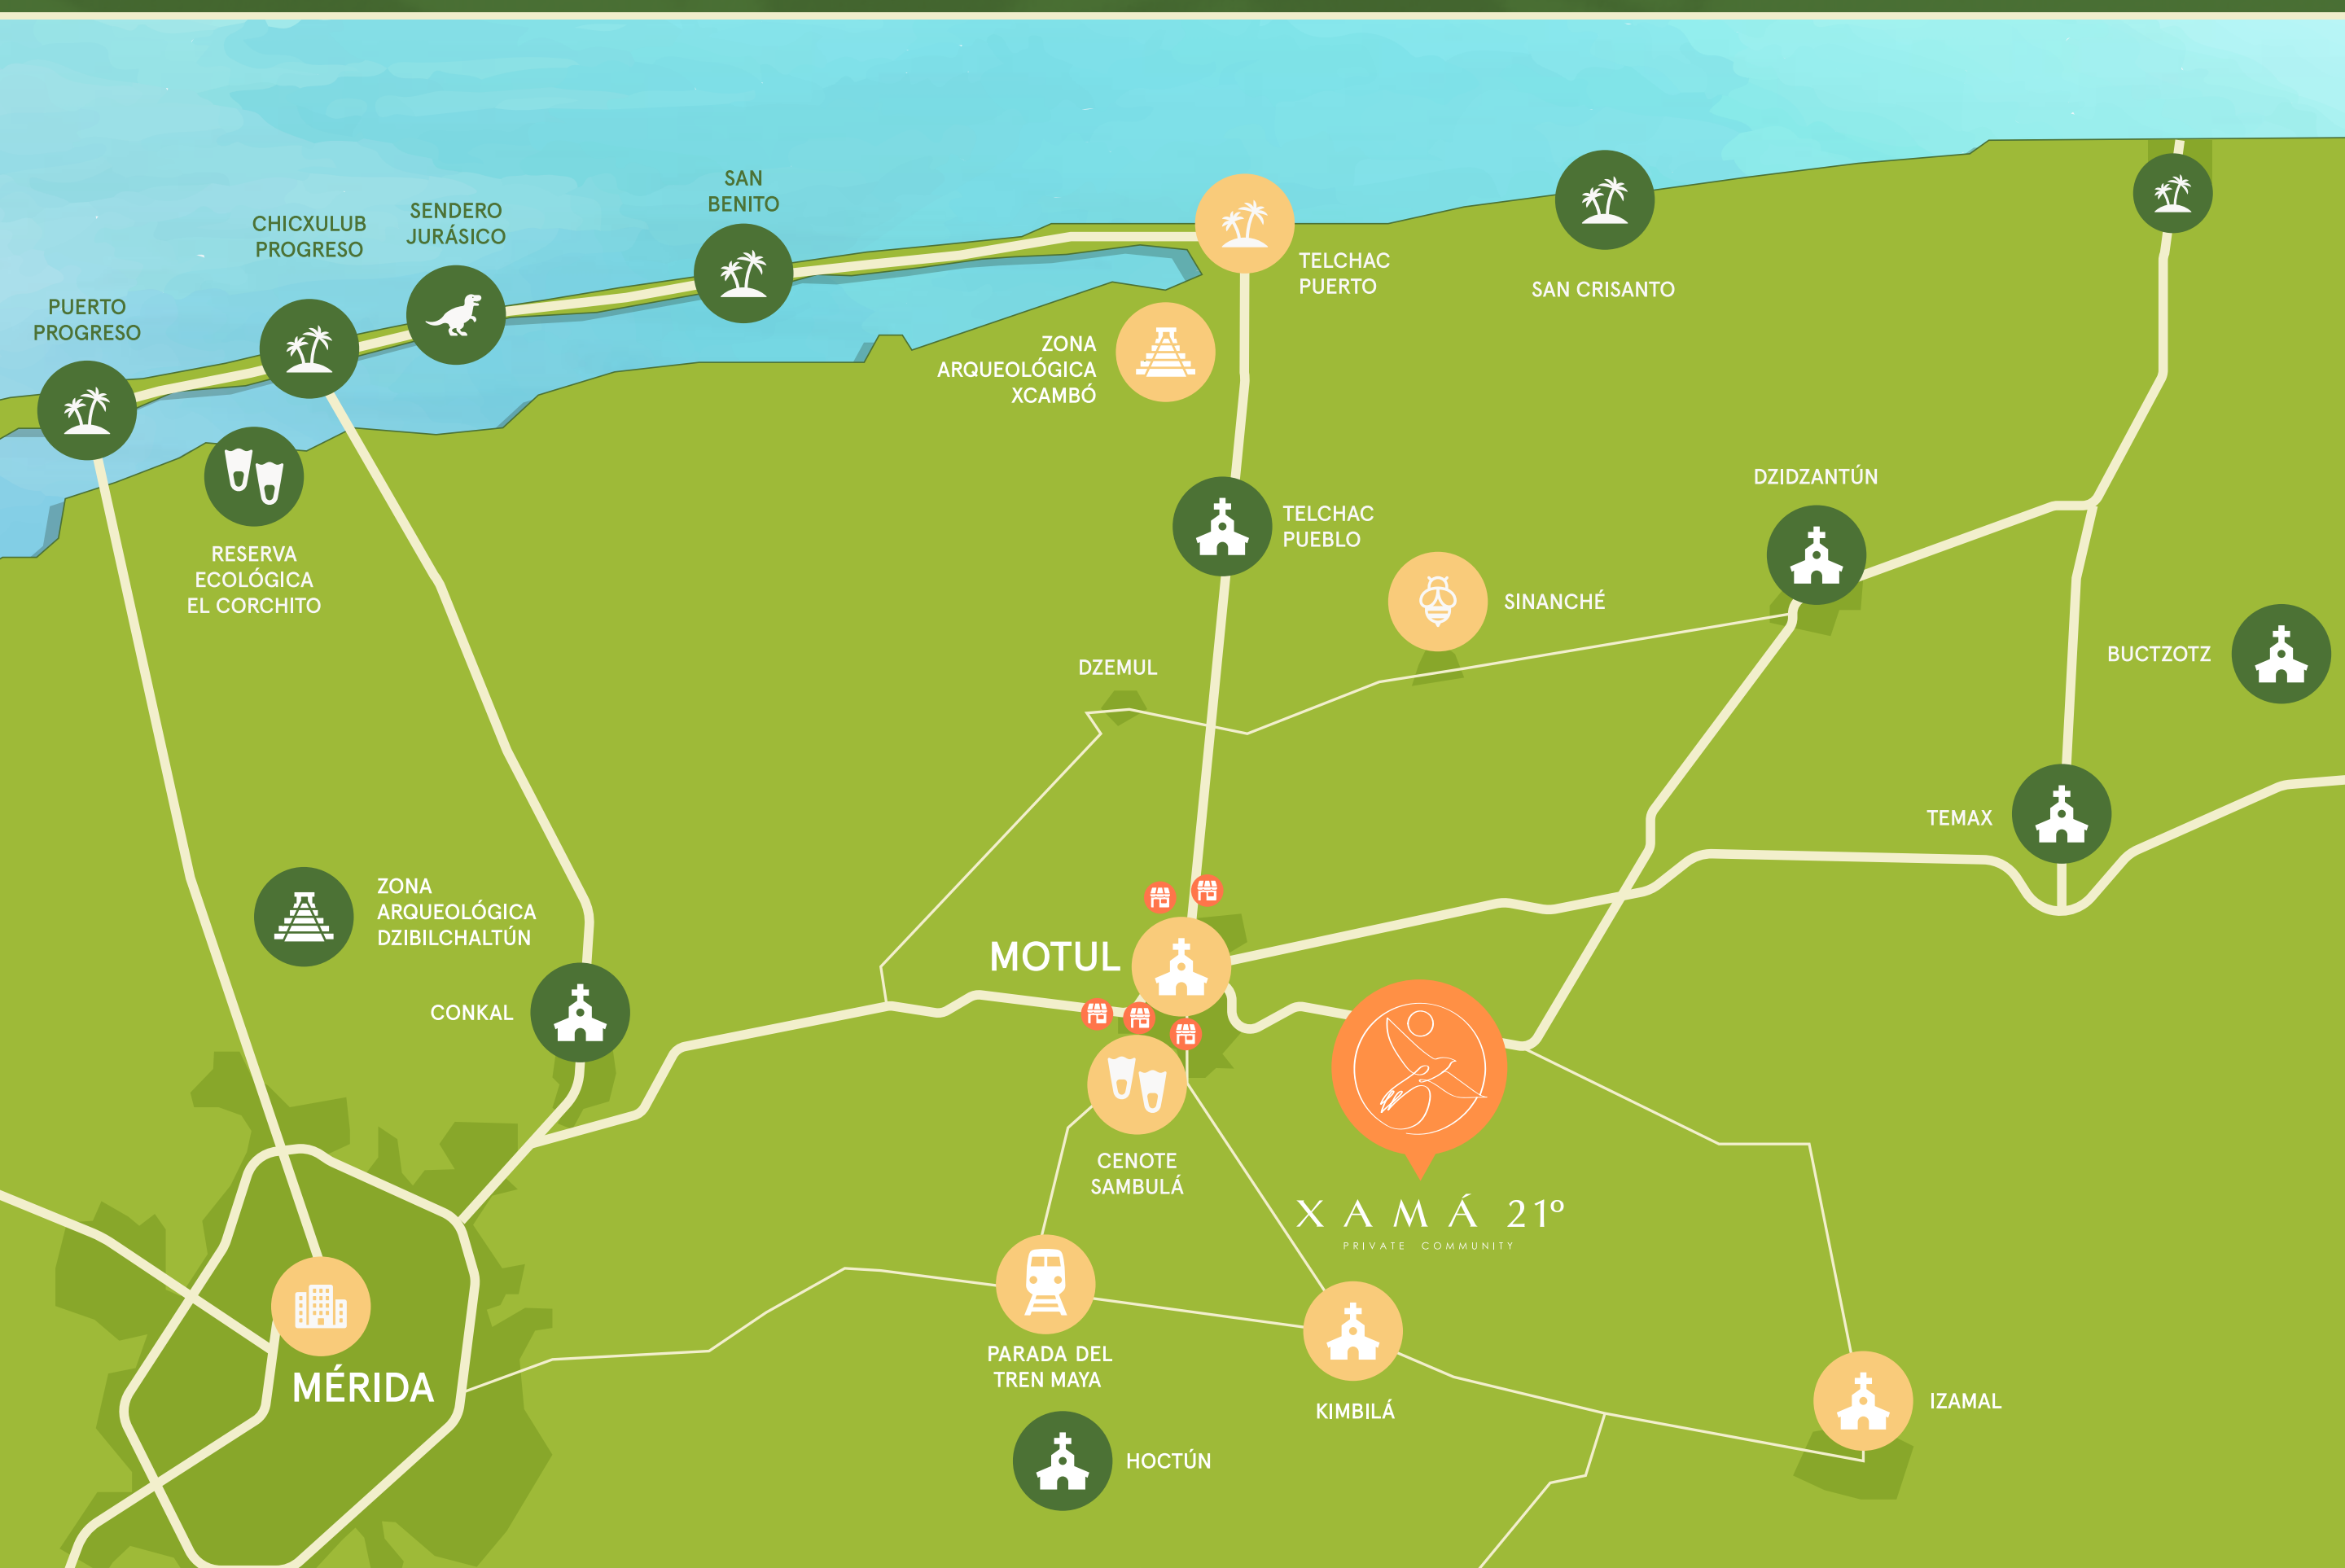 SAN
BENITO
SENDERO
JURÁSICO
CHICXULUB
PROGRESO
PUERTO
PROGRESO
TELCHAC
PUERTO
SAN CRISANTO
ZONA
ARQUEOLÓGICA
XCAMBÓ
RESERVA
ECOLÓGICA
EL CORCHITO
TELCHAC
PUEBLO
DZIDZANTÚN
SINANCHÉ
DZEMUL
BUCTZOTZ
TEMAX
ZONA
ARQUEOLÓGICA
DZIBILCHALTÚN
MOTUL
CONKAL
CENOTE
SAMBULÁ
XAMÁ 21º
PRIVATE COMMUNITY
PARADA DEL
TREN MAYA
MÉRIDA
KIMBILÁ
IZAMAL
HOCTÚN